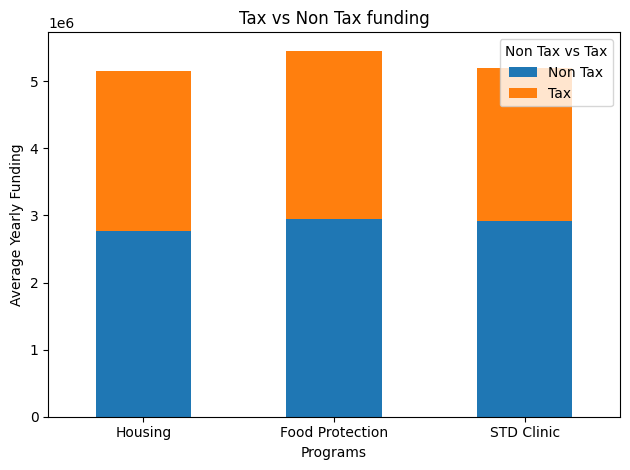 Tax vs Non Tax funding
1e6
Non Tax vs Tax
Non Tax
Tax
5
4
3
2
1
0
Average Yearly Funding
Housing
Food Protection
STD Clinic
Programs